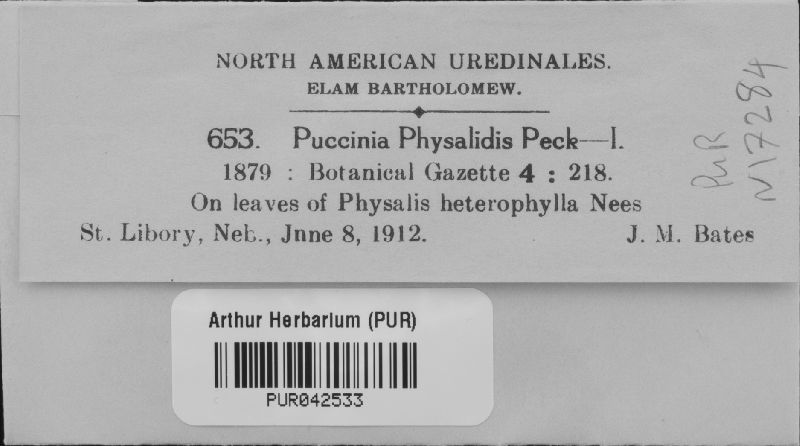 NORTH AMERICAN UREDINALES.
ELAM BARTHOLOMEW.
653. Puccinia Physalidis Peck—I.
1879 : Botanical Gazette 4 : 218.
On leaves of Physalis heterophylla Nees
St. Libory, Neb., Jnne 8, 1912. J. M. Bates
PUR
N17284
Arthur Herbarium (PUR)
PUR042533